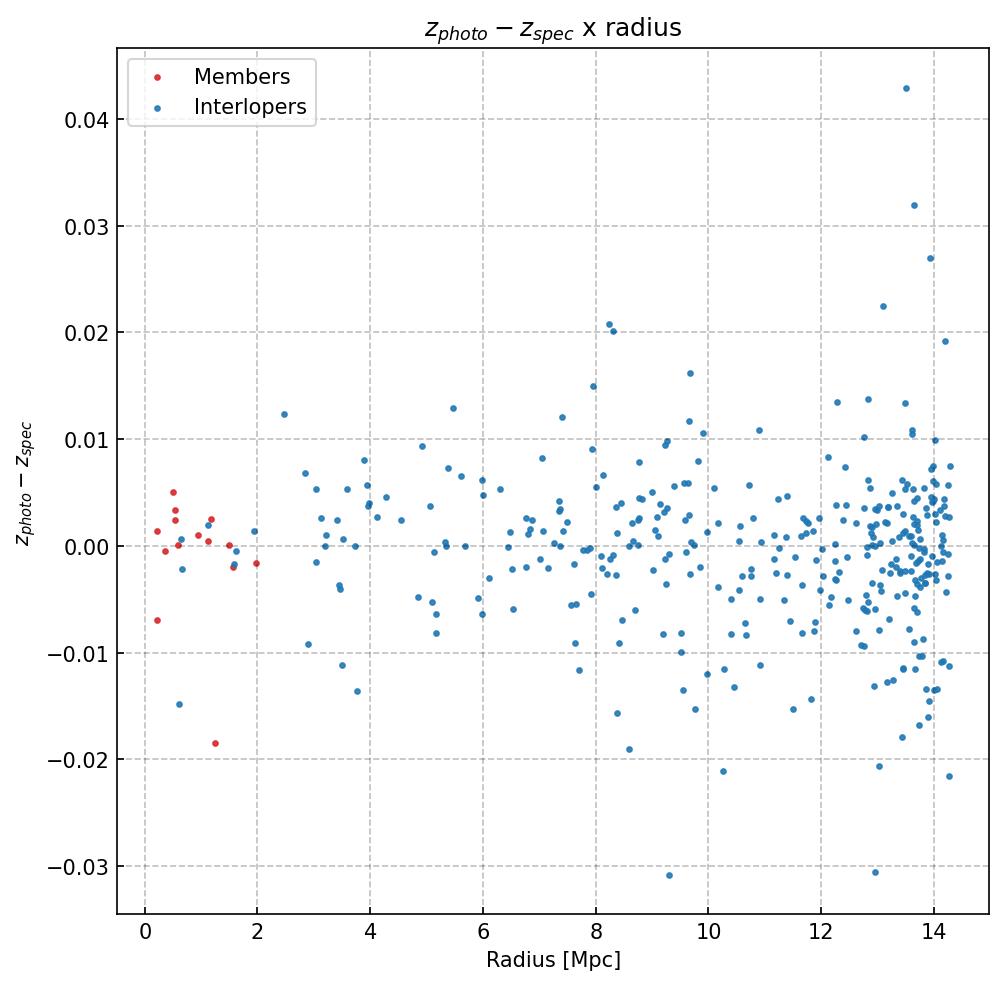 z_photo − z_spec x radius
Members
Interlopers
0.04
0.03
0.02
0.01
0.00
−0.01
−0.02
−0.03
z_photo − z_spec
0 2 4 6 8 10 12 14
Radius [Mpc]